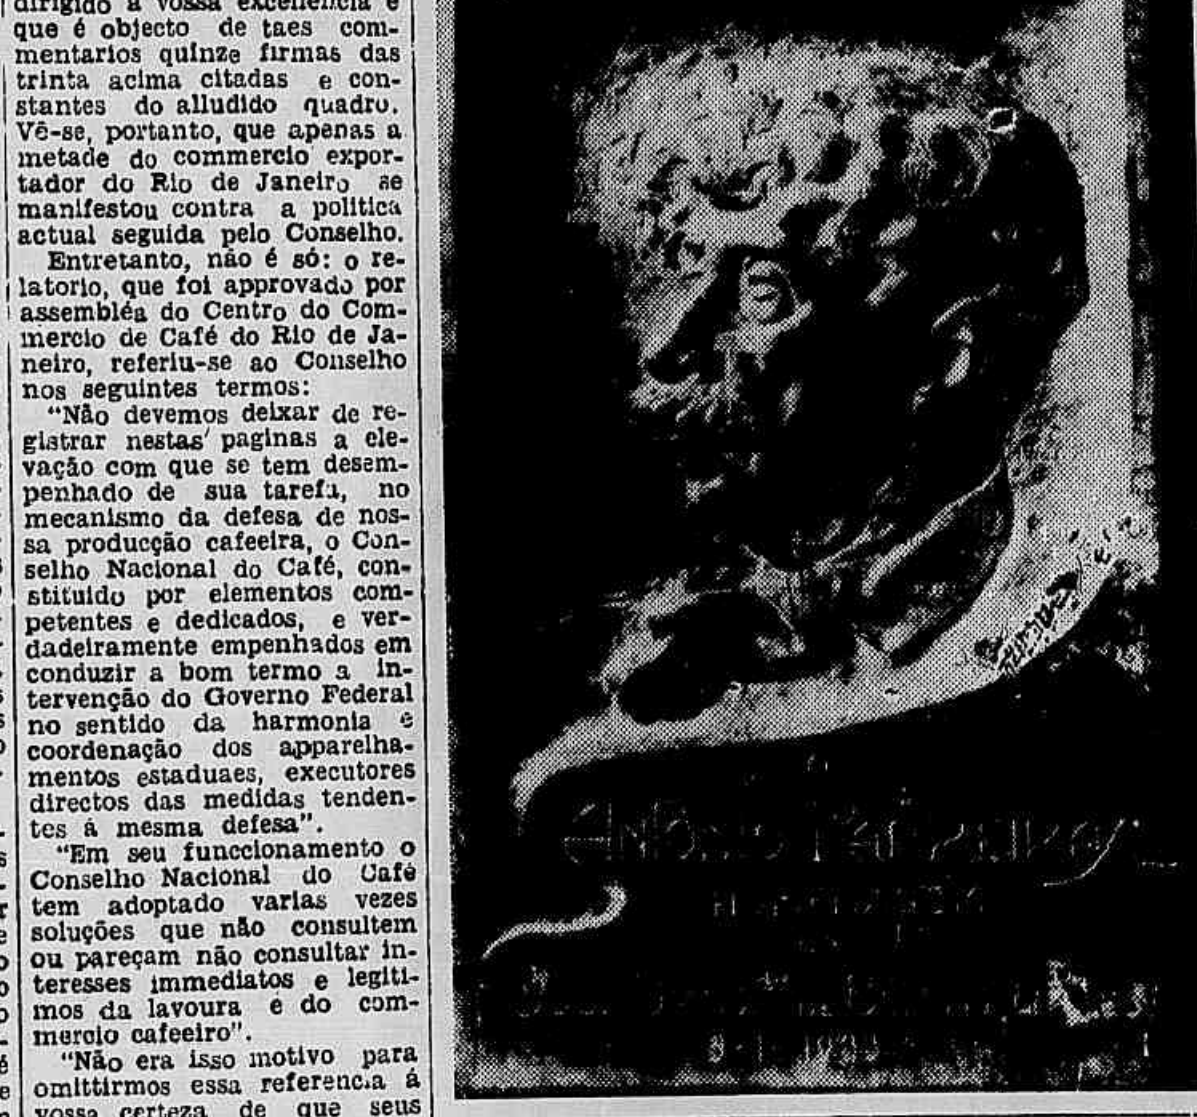 dirigido a vossa excellencia e
que é objecto de taes com-
mentarios quinze firmas das
trinta acima citadas e con-
stantes do alludido quadro.
Vê-se, portanto, que apenas a
metade do commercio expor-
tador do Rio de Janeiro se
manifestou contra a politica
actual seguida pelo Conselho.
Entretanto, não é só: o re-
latorio, que foi approvado por
assembléa do Centro do Com-
mercio de Café do Rio de Ja-
neiro, referiu-se ao Conselho
nos seguintes termos:
"Não devemos deixar de re-
gistrar nestas paginas a ele-
vação com que se tem desem-
penhado de sua tarefa, no
mecanismo da defesa de nos-
sa producção cafeeira, o Con-
selho Nacional do Café, con-
stituido por elementos com-
petentes e dedicados, e ver-
dadeiramente empenhados em
conduzir a bom termo a in-
tervenção do Governo Federal
no sentido da harmonia e
coordenação dos apparelha-
mentos estaduaes, executores
directos das medidas tenden-
tes á mesma defesa".
"Em seu funccionamento o
Conselho Nacional do Café
tem adoptado varias vezes
soluções que não consultem
ou pareçam não consultar in-
teresses immediatos e legiti-
mos da lavoura e do com-
mercio cafeeiro".
"Não era isso motivo para
omittirmos essa referencia á
vossa certeza de que seus